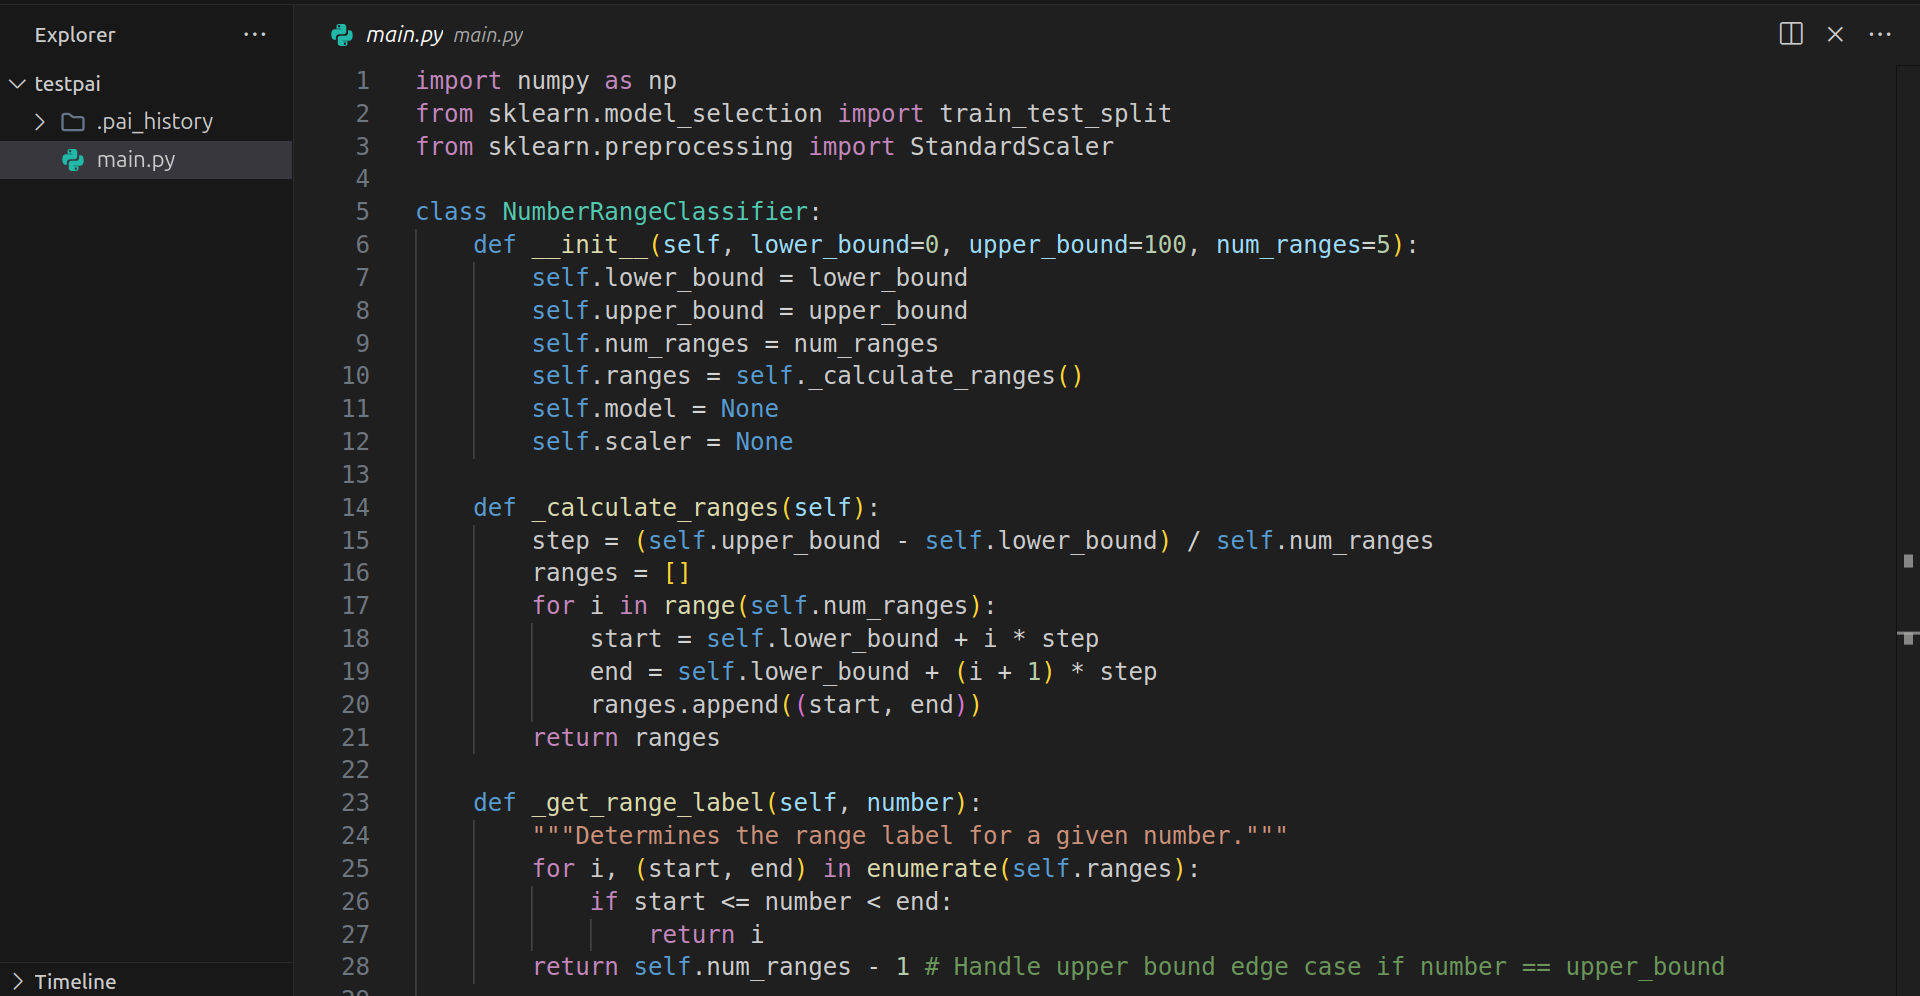 Explorer
testpai
.pai_history
main.py
Timeline
main.py main.py
1 import numpy as np
2 from sklearn.model_selection import train_test_split
3 from sklearn.preprocessing import StandardScaler
4
5 class NumberRangeClassifier:
6     def __init__(self, lower_bound=0, upper_bound=100, num_ranges=5):
7         self.lower_bound = lower_bound
8         self.upper_bound = upper_bound
9         self.num_ranges = num_ranges
10         self.ranges = self._calculate_ranges()
11         self.model = None
12         self.scaler = None
13
14     def _calculate_ranges(self):
15         step = (self.upper_bound - self.lower_bound) / self.num_ranges
16         ranges = []
17         for i in range(self.num_ranges):
18             start = self.lower_bound + i * step
19             end = self.lower_bound + (i + 1) * step
20             ranges.append((start, end))
21         return ranges
22
23     def _get_range_label(self, number):
24         """Determines the range label for a given number."""
25         for i, (start, end) in enumerate(self.ranges):
26             if start <= number < end:
27                 return i
28         return self.num_ranges - 1 # Handle upper bound edge case if number == upper_bound